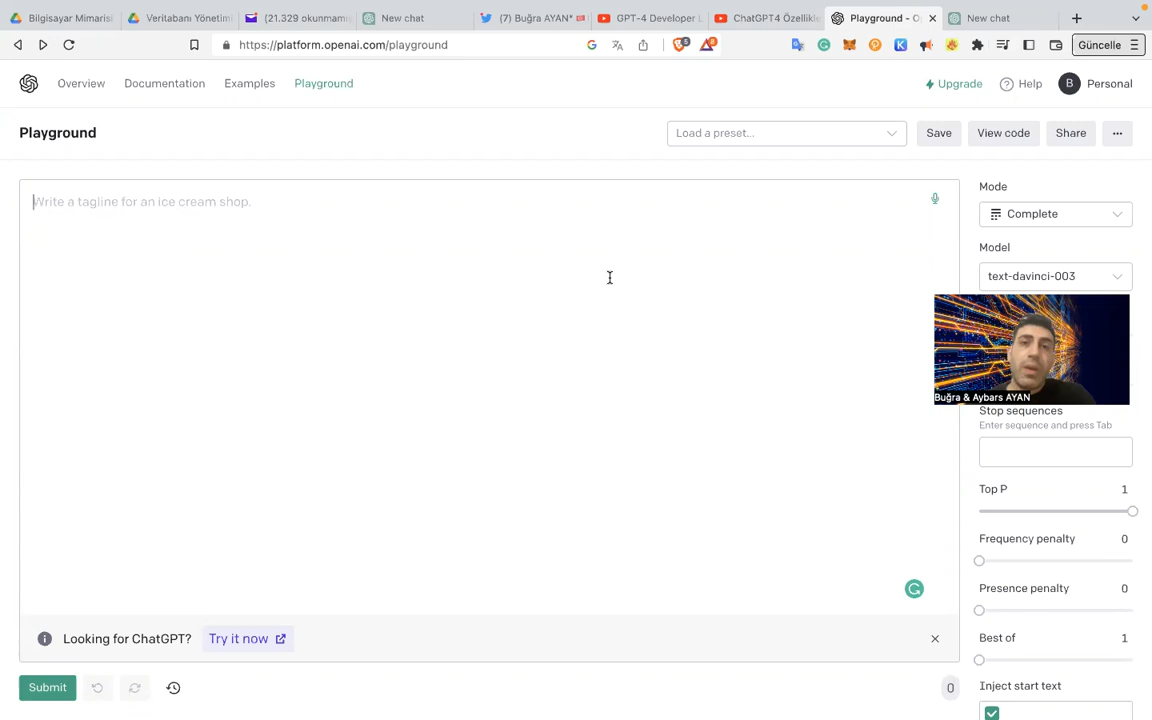 Bilgisayar Mimarisi
Veritabanı Yönetimi
(21.329 okunmamı
New chat
(7) Buğra AYAN*
GPT-4 Developer L
ChatGPT4 Özellikle
Playground - O
New chat
https://platform.openai.com/playground
Güncelle
Overview
Documentation
Examples
Playground
Upgrade
Help
B
Personal
Playground
Load a preset...
Save
View code
Share
...
Write a tagline for an ice cream shop.
Mode
Complete
Model
text-davinci-003
Buğra & Aybars AYAN
Stop sequences
Enter sequence and press Tab
Top P 1
Frequency penalty 0
Presence penalty 0
Best of 1
Inject start text
Looking for ChatGPT?
Try it now
Submit
0